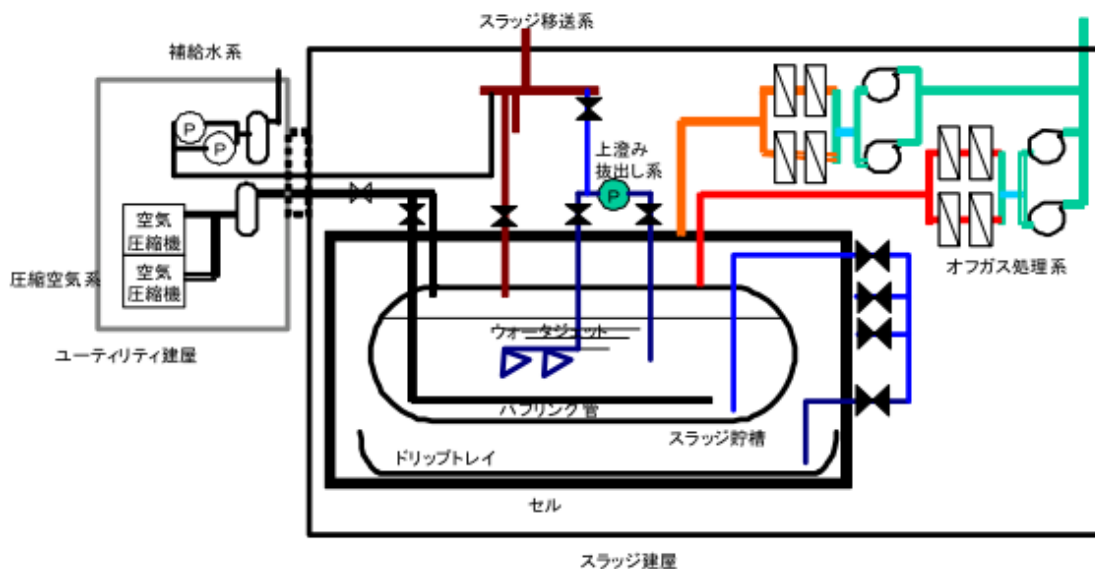 スラッジ移送系
補給水系
P
P
上澄み
抜出し系
P
空気
圧縮機
空気
圧縮機
圧縮空気系
オフガス処理系
ウォータジェット
ユーティリティ建屋
バブリング管
スラッジ貯槽
ドリップトレイ
セル
スラッジ建屋